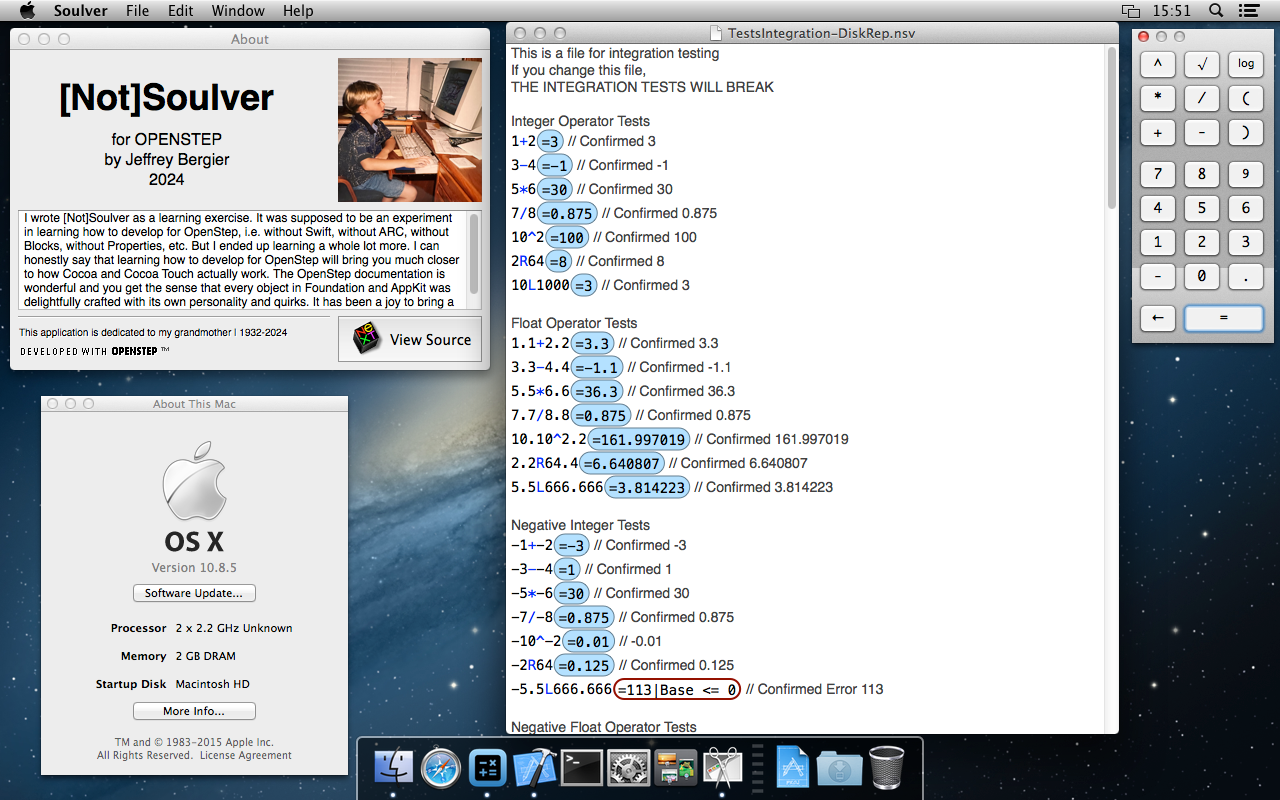 Soulver File Edit Window Help 15:51
About
[Not]Soulver
for OPENSTEP
by Jeffrey Bergier
2024
I wrote [Not]Soulver as a learning exercise. It was supposed to be an experiment
in learning how to develop for OpenStep, i.e. without Swift, without ARC, without
Blocks, without Properties, etc. But I ended up learning a whole lot more. I can
honestly say that learning how to develop for OpenStep will bring you much closer
to how Cocoa and Cocoa Touch actually work. The OpenStep documentation is
wonderful and you get the sense that every object in Foundation and AppKit was
delightfully crafted with its own personality and quirks. It has been a joy to bring a
This application is dedicated to my grandmother | 1932-2024
DEVELOPED WITH OPENSTEP ™
NeXT
View Source
About This Mac
OS X
Version 10.8.5
Software Update...
Processor 2 x 2.2 GHz Unknown
Memory 2 GB DRAM
Startup Disk Macintosh HD
More Info...
TM and © 1983-2015 Apple Inc.
All Rights Reserved. License Agreement
TestsIntegration-DiskRep.nsv
This is a file for integration testing
If you change this file,
THE INTEGRATION TESTS WILL BREAK
Integer Operator Tests
1+2=3 // Confirmed 3
3-4=-1 // Confirmed -1
5*6=30 // Confirmed 30
7/8=0.875 // Confirmed 0.875
10^2=100 // Confirmed 100
2R64=8 // Confirmed 8
10L1000=3 // Confirmed 3
Float Operator Tests
1.1+2.2=3.3 // Confirmed 3.3
3.3-4.4=-1.1 // Confirmed -1.1
5.5*6.6=36.3 // Confirmed 36.3
7.7/8.8=0.875 // Confirmed 0.875
10.10^2.2=161.997019 // Confirmed 161.997019
2.2R64.4=6.640807 // Confirmed 6.640807
5.5L666.666=3.814223 // Confirmed 3.814223
Negative Integer Tests
-1+-2=-3 // Confirmed -3
-3--4=1 // Confirmed 1
-5*-6=30 // Confirmed 30
-7/-8=0.875 // Confirmed 0.875
-10^-2=0.01 // -0.01
-2R64=0.125 // Confirmed 0.125
-5.5L666.666=113|Base <= 0 // Confirmed Error 113
Negative Float Operator Tests
^ √ log
* / (
+ - )
7 8 9
4 5 6
1 2 3
- 0 .
← =